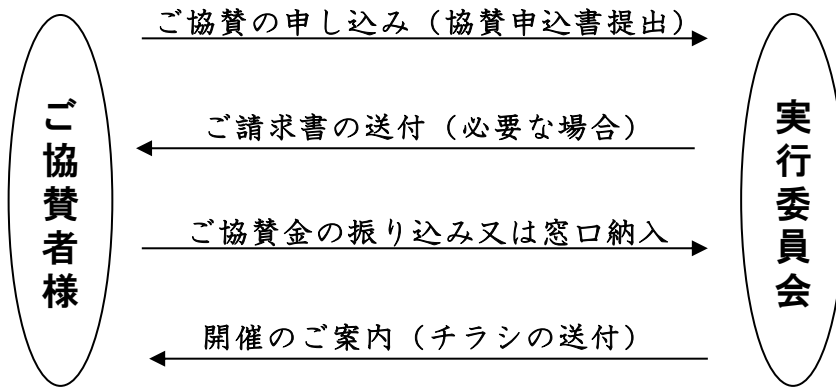 ご協賛者様
ご協賛の申し込み（協賛申込書提出）
ご請求書の送付（必要な場合）
ご協賛金の振り込み又は窓口納入
開催のご案内（チラシの送付）
実行委員会